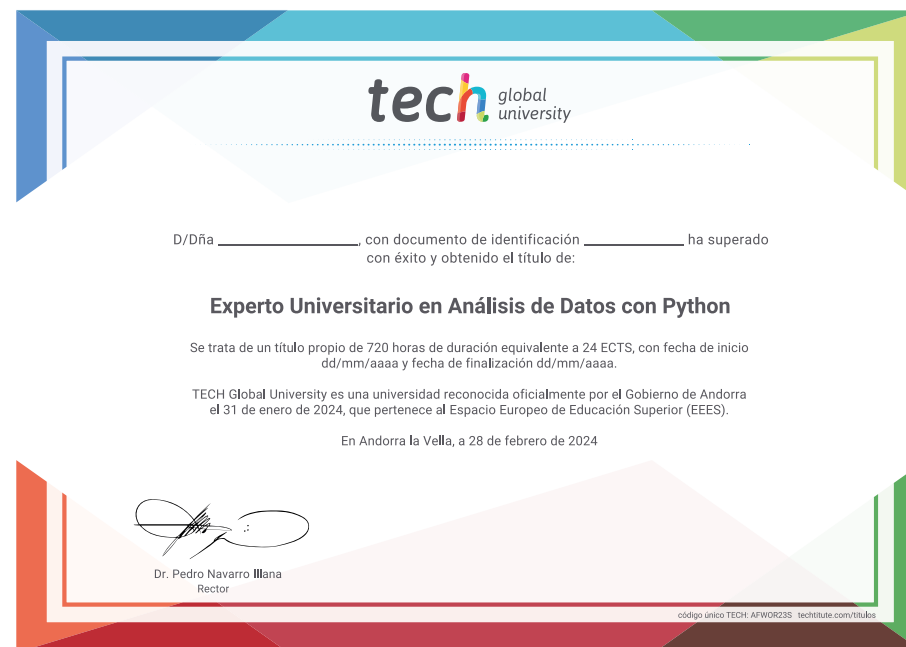 tech global university
D/Dña ______________, con documento de identificación __________ ha superado
con éxito y obtenido el título de:
Experto Universitario en Análisis de Datos con Python
Se trata de un título propio de 720 horas de duración equivalente a 24 ECTS, con fecha de inicio
dd/mm/aaaa y fecha de finalización dd/mm/aaaa.
TECH Global University es una universidad reconocida oficialmente por el Gobierno de Andorra
el 31 de enero de 2024, que pertenece al Espacio Europeo de Educación Superior (EEES).
En Andorra la Vella, a 28 de febrero de 2024
Dr. Pedro Navarro Illana
Rector
código único TECH: AFWOR23S techtitute.com/titulos